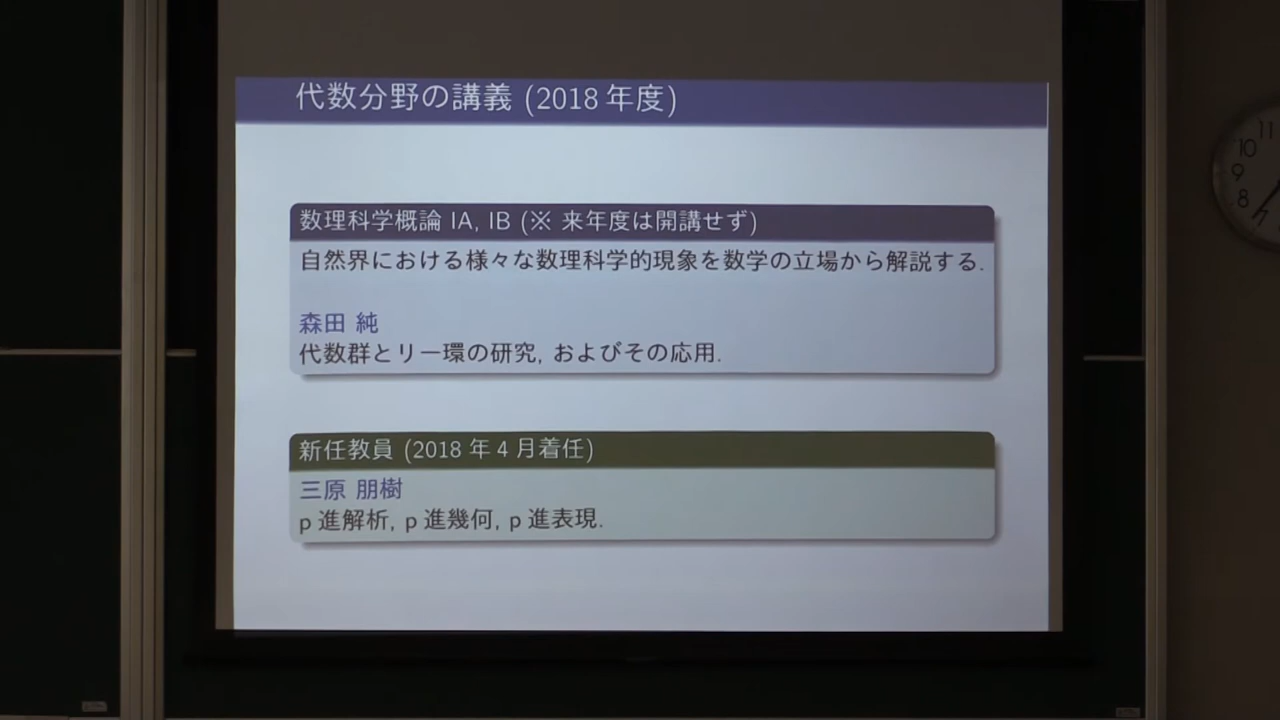 代数分野の講義 (2018 年度)
数理科学概論 IA, IB (※ 来年度は開講せず)
自然界における様々な数理科学的現象を数学の立場から解説する.
森田 純
代数群とリー環の研究, およびその応用.
新任教員 (2018 年 4 月着任)
三原 朋樹
p 進解析, p 進幾何, p 進表現.
11
10
9
8
7